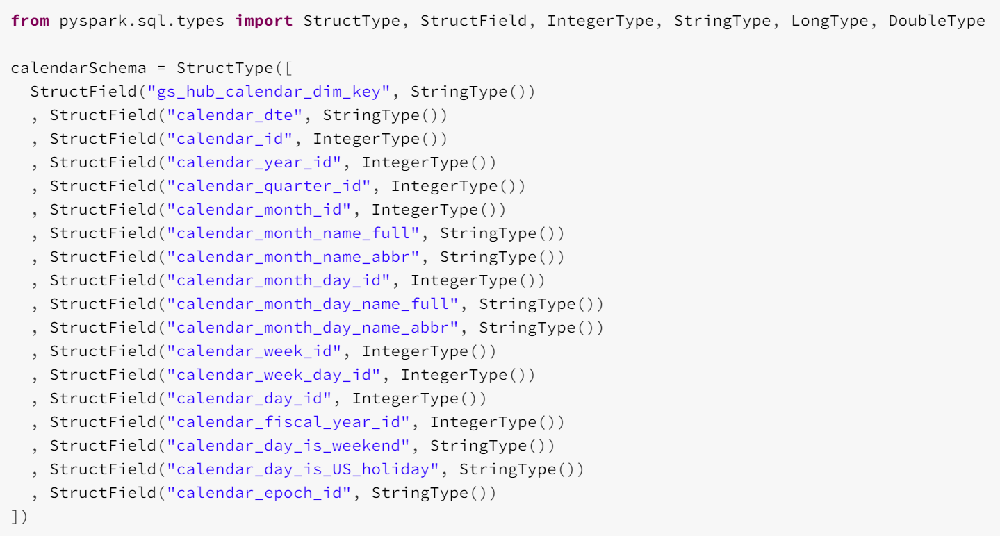 from pyspark.sql.types import StructType, StructField, IntegerType, StringType, LongType, DoubleType

calendarSchema = StructType([
  StructField("gs_hub_calendar_dim_key", StringType())
  , StructField("calendar_dte", StringType())
  , StructField("calendar_id", IntegerType())
  , StructField("calendar_year_id", IntegerType())
  , StructField("calendar_quarter_id", IntegerType())
  , StructField("calendar_month_id", IntegerType())
  , StructField("calendar_month_name_full", StringType())
  , StructField("calendar_month_name_abbr", StringType())
  , StructField("calendar_month_day_id", IntegerType())
  , StructField("calendar_month_day_name_full", StringType())
  , StructField("calendar_month_day_name_abbr", StringType())
  , StructField("calendar_week_id", IntegerType())
  , StructField("calendar_week_day_id", IntegerType())
  , StructField("calendar_day_id", IntegerType())
  , StructField("calendar_fiscal_year_id", IntegerType())
  , StructField("calendar_day_is_weekend", StringType())
  , StructField("calendar_day_is_US_holiday", StringType())
  , StructField("calendar_epoch_id", StringType())
])